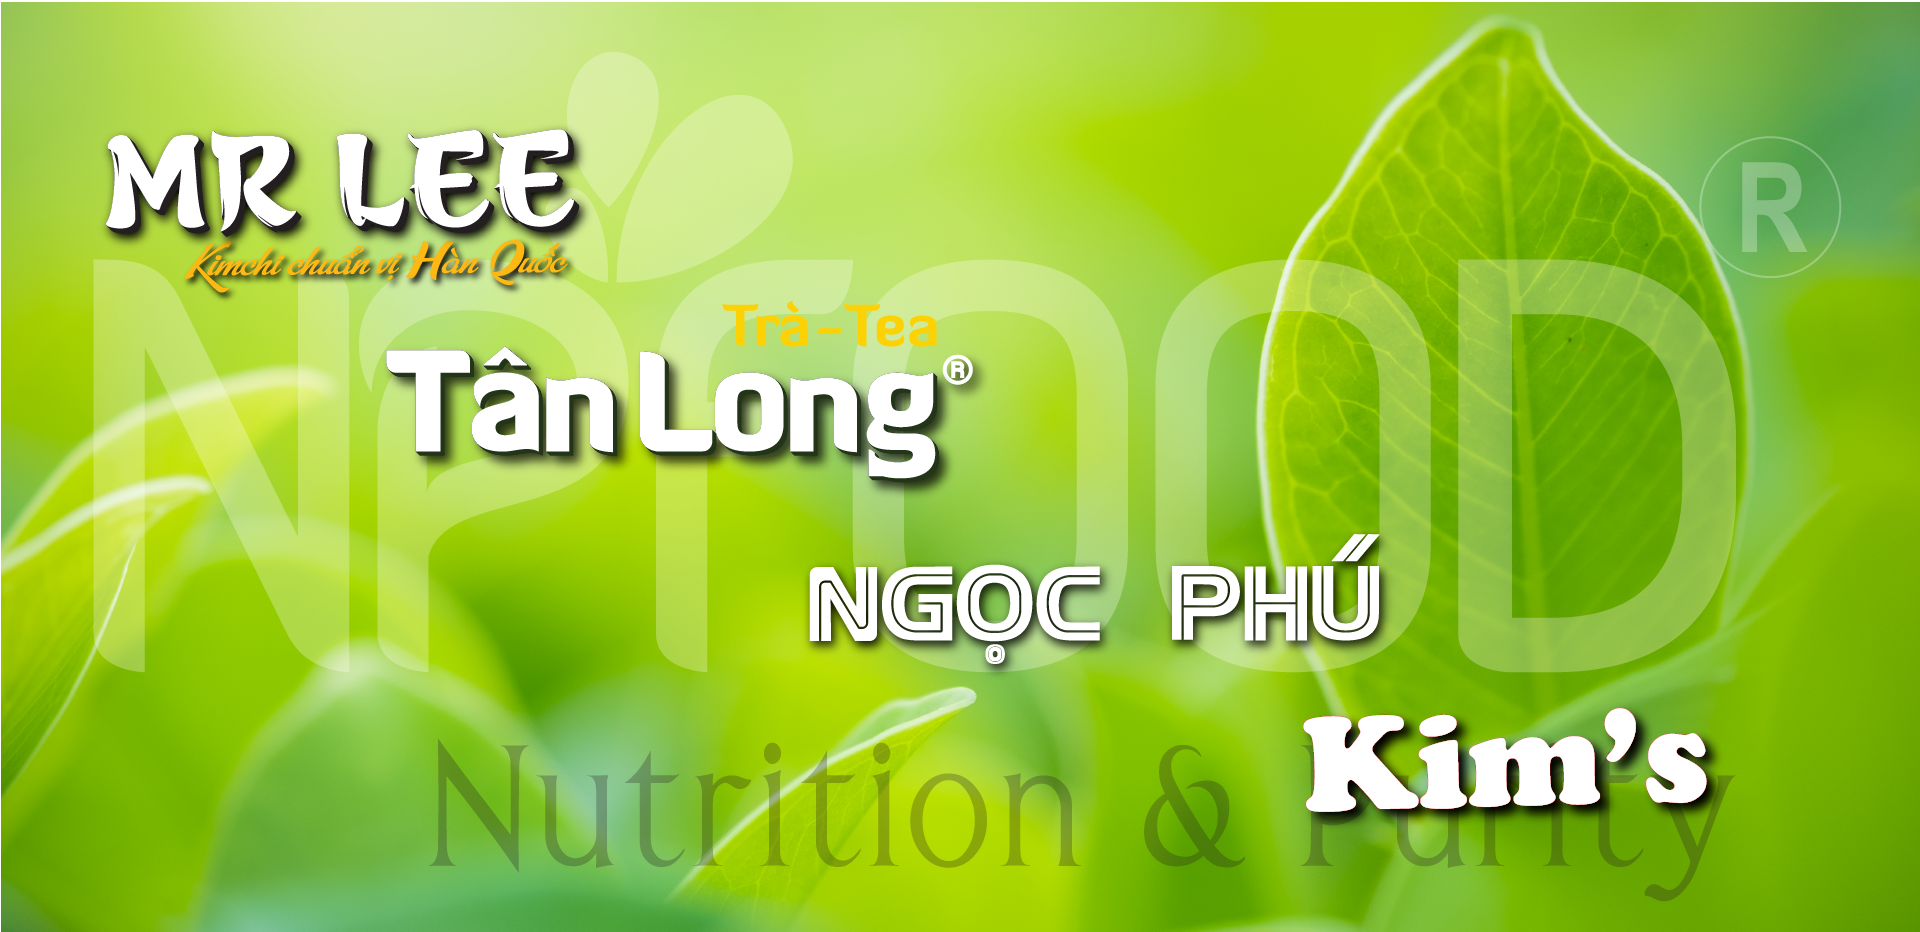 MR LEE
Kimchi chuẩn vị Hàn Quốc
Trà-Tea
Tân Long®
NPFOOD®
NGỌC PHÚ
Kim's
Nutrition & Purity